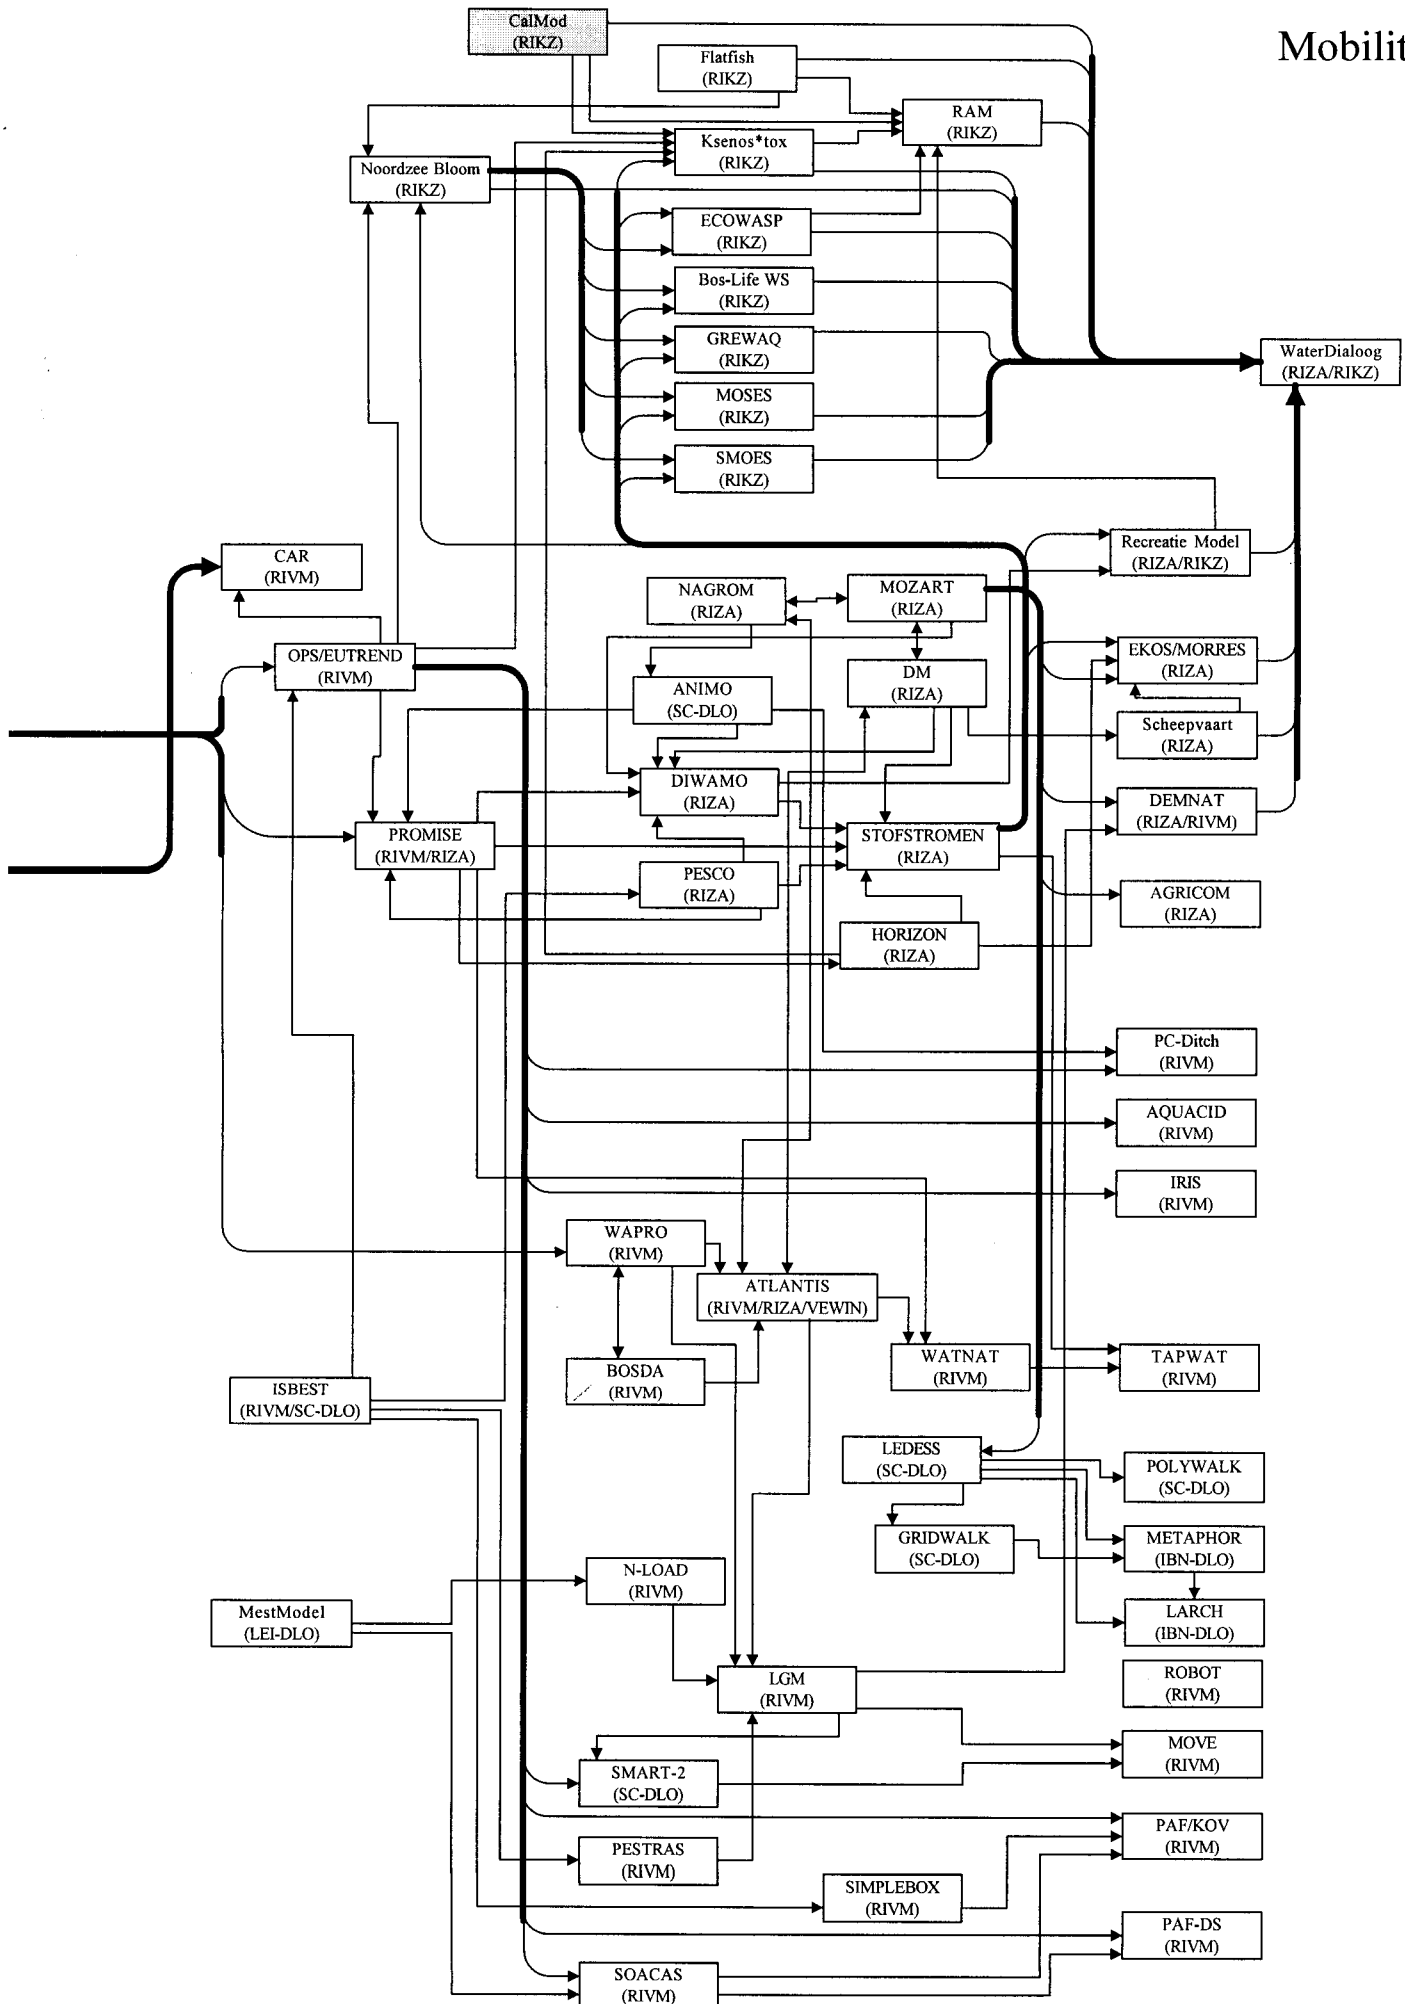 CalMod
(RIKZ)
Mobilit
Flatfish
(RIKZ)
RAM
(RIKZ)
Ksenos*tox
(RIKZ)
Noordzee Bloom
(RIKZ)
ECOWASP
(RIKZ)
Bos-Life WS
(RIKZ)
GREWAQ
(RIKZ)
WaterDialoog
(RIZA/RIKZ)
MOSES
(RIKZ)
SMOES
(RIKZ)
Recreatie Model
(RIZA/RIKZ)
CAR
(RIVM)
NAGROM
(RIZA)
MOZART
(RIZA)
OPS/EUTREND
(RIVM)
EKOS/MORRES
(RIZA)
DM
(RIZA)
ANIMO
(SC-DLO)
Scheepvaart
(RIZA)
DIWAMO
(RIZA)
DEMNAT
(RIZA/RIVM)
PROMISE
(RIVM/RIZA)
STOFSTROMEN
(RIZA)
PESCO
(RIZA)
AGRICOM
(RIZA)
HORIZON
(RIZA)
PC-Ditch
(RIVM)
AQUACID
(RIVM)
IRIS
(RIVM)
WAPRO
(RIVM)
ATLANTIS
(RIVM/RIZA/VEWIN)
BOSDA
(RIVM)
WATNAT
(RIVM)
TAPWAT
(RIVM)
ISBEST
(RIVM/SC-DLO)
LEDESS
(SC-DLO)
POLYWALK
(SC-DLO)
GRIDWALK
(SC-DLO)
METAPHOR
(IBN-DLO)
N-LOAD
(RIVM)
MestModel
(LEI-DLO)
LARCH
(IBN-DLO)
LGM
(RIVM)
ROBOT
(RIVM)
MOVE
(RIVM)
SMART-2
(SC-DLO)
PAF/KOV
(RIVM)
PESTRAS
(RIVM)
SIMPLEBOX
(RIVM)
PAF-DS
(RIVM)
SOACAS
(RIVM)